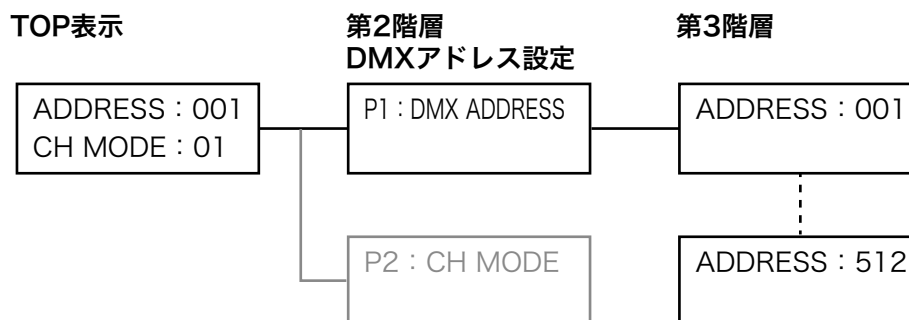 TOP表示
第2階層
DMXアドレス設定
第3階層
ADDRESS：001
CH MODE：01
P1：DMX ADDRESS
ADDRESS：001
P2：CH MODE
ADDRESS：512